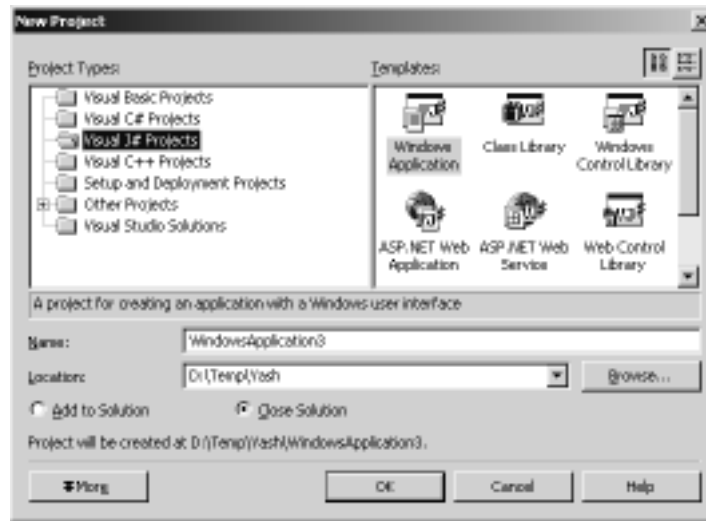 New Project
Project Types:
Templates:
Visual Basic Projects
Visual C# Projects
Visual J# Projects
Visual C++ Projects
Setup and Deployment Projects
Other Projects
Visual Studio Solutions
Windows Application
Class Library
Windows Control Library
ASP.NET Web Application
ASP.NET Web Service
Web Control Library
A project for creating an application with a Windows user interface
Name:
WindowsApplication3
Location:
D:\Temp\Yash
Browse...
Add to Solution
Close Solution
Project will be created at D:\Temp\Yash\WindowsApplication3.
More
OK
Cancel
Help